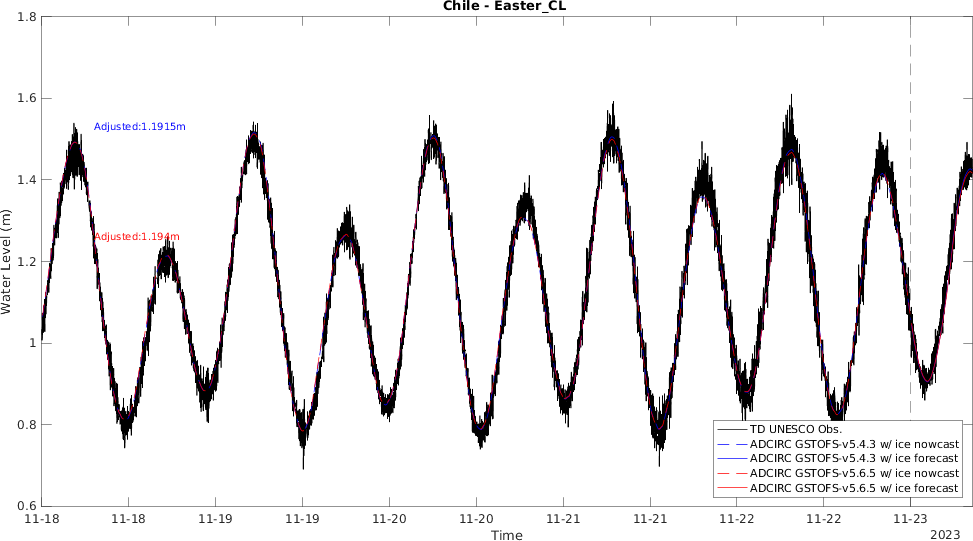 Chile - Easter_CL
1.8
1.6
1.4
1.2
1
0.8
0.6
Water Level (m)
Adjusted:1.1915m
Adjusted:1.194m
TD UNESCO Obs.
ADCIRC GSTOFS-v5.4.3 w/ ice nowcast
ADCIRC GSTOFS-v5.4.3 w/ ice forecast
ADCIRC GSTOFS-v5.6.5 w/ ice nowcast
ADCIRC GSTOFS-v5.6.5 w/ ice forecast
11-18 11-18 11-19 11-19 11-20 11-20 11-21 11-21 11-22 11-22 11-23
Time
2023